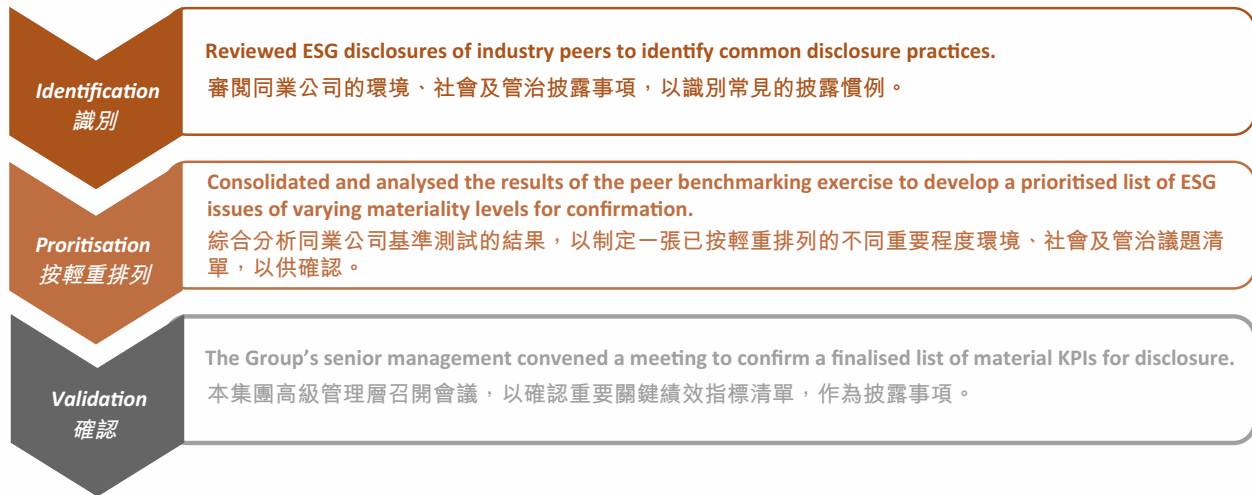 Identification
識別
Reviewed ESG disclosures of industry peers to identify common disclosure practices.
審閱同業公司的環境、社會及管治披露事項，以識別常見的披露慣例。
Proritisation
按輕重排列
Consolidated and analysed the results of the peer benchmarking exercise to develop a prioritised list of ESG
issues of varying materiality levels for confirmation.
綜合分析同業公司基準測試的結果，以制定一張已按輕重排列的不同重要程度環境、社會及管治議題清
單，以供確認。
Validation
確認
The Group’s senior management convened a meeting to confirm a finalised list of material KPIs for disclosure.
本集團高級管理層召開會議，以確認重要關鍵績效指標清單，作為披露事項。